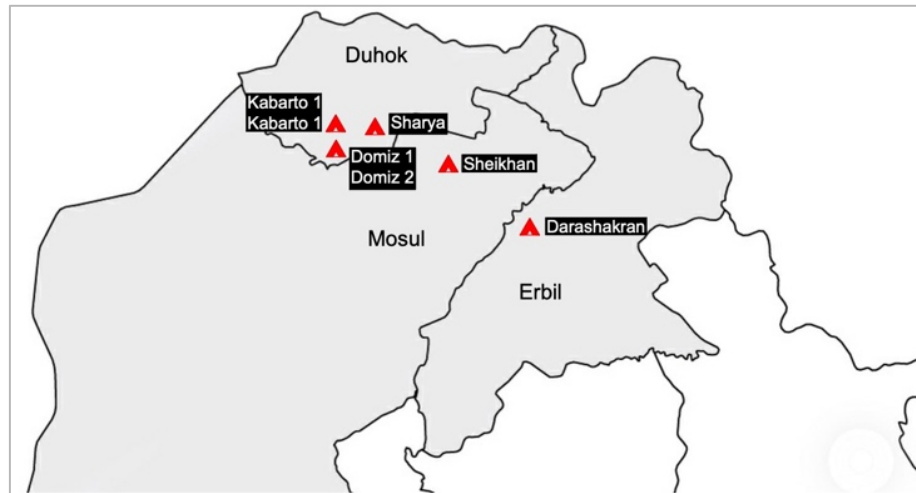 Duhok
Kabarto 1
Kabarto 1
Sharya
Domiz 1
Domiz 2
Sheikhan
Mosul
Darashakran
Erbil